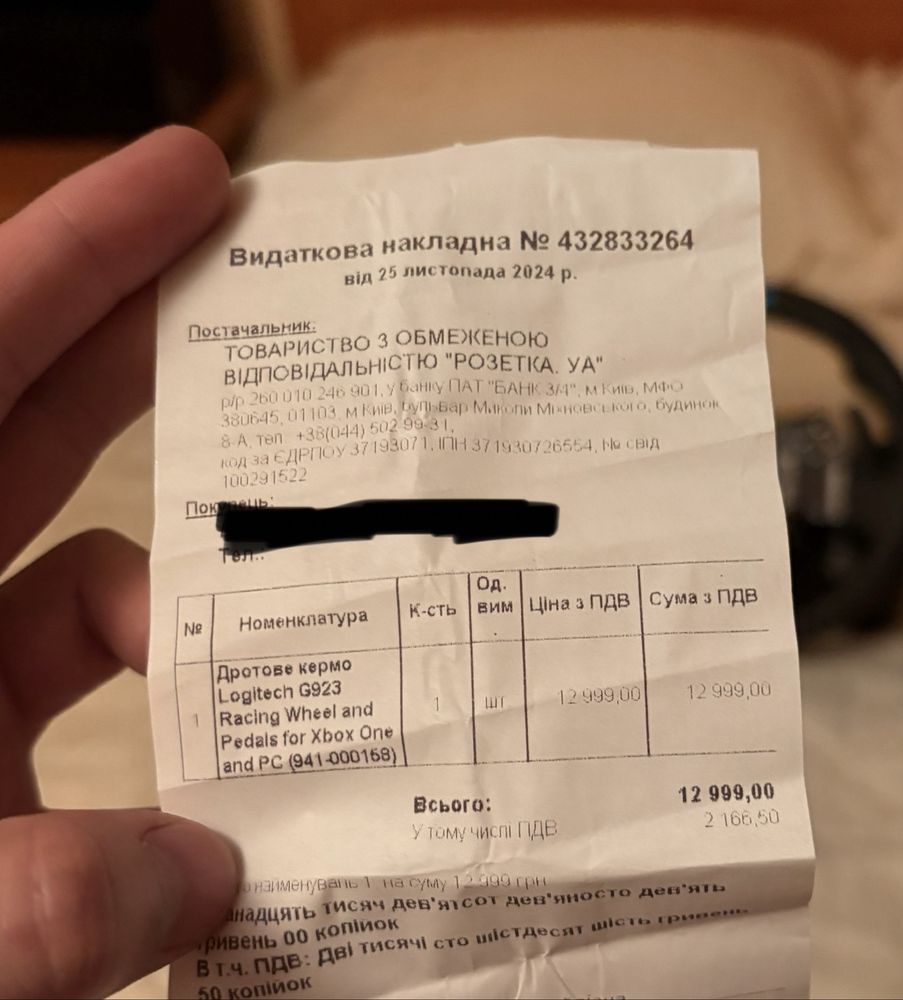 Видаткова накладна № 432833264
від 25 листопада 2024 р.
Постачальник:
ТОВАРИСТВО З ОБМЕЖЕНОЮ
ВІДПОВІДАЛЬНІСТЮ "РОЗЕТКА. УА"
р/р 260 010 246 901, у банку ПАТ "БАНК 3/4", м.Київ, МФО
380645, 01103, м.Київ, бульвар Миколи Міхновського, будинок
8-А, тел.: +38(044) 502-99-31,
код за ЄДРПОУ 37193071, ІПН 371930726554, № свід
100291522
Покупець:
Тел.:
№ Номенклатура К-сть Од. вим. Ціна з ПДВ Сума з ПДВ
1 Дротове кермо Logitech G923 Racing Wheel and Pedals for Xbox One and PC (941-000158) 1 шт 12 999,00 12 999,00
Всього: 12 999,00
У тому числі ПДВ 2 166,50
найменувань 1 на суму 12 999 грн
тисяч дев'ятсот дев'яносто дев'ять
гривень 00 копійок
В т.ч. ПДВ: Дві тисячі сто шістдесят шість гривень
50 копійок